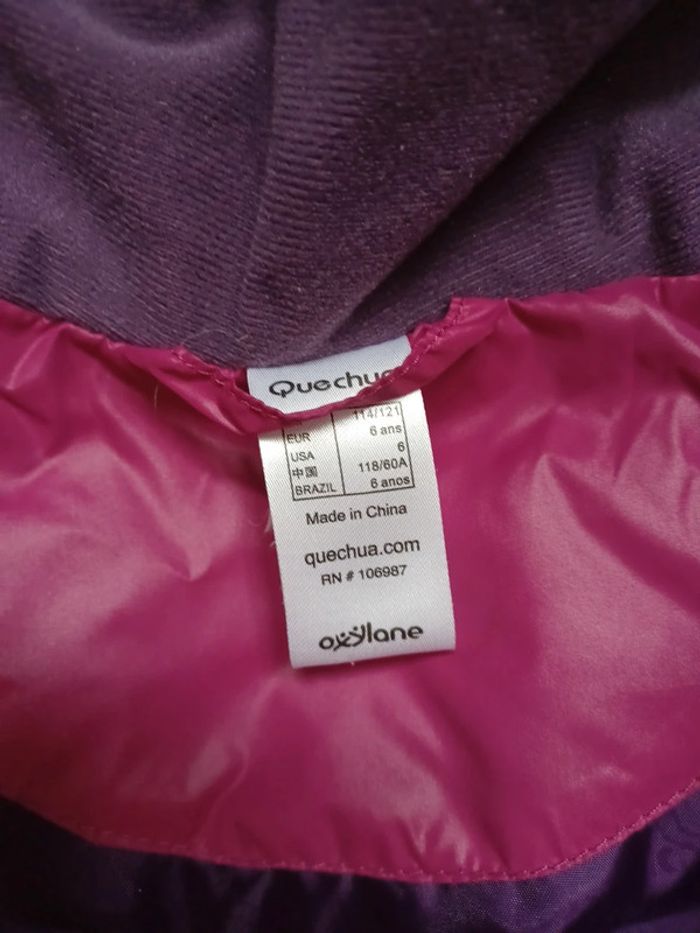 Quechua
114/121
EUR 6 ans
USA 6
中国 118/60A
BRAZIL 6 anos
Made in China
quechua.com
RN # 106987
oxylane